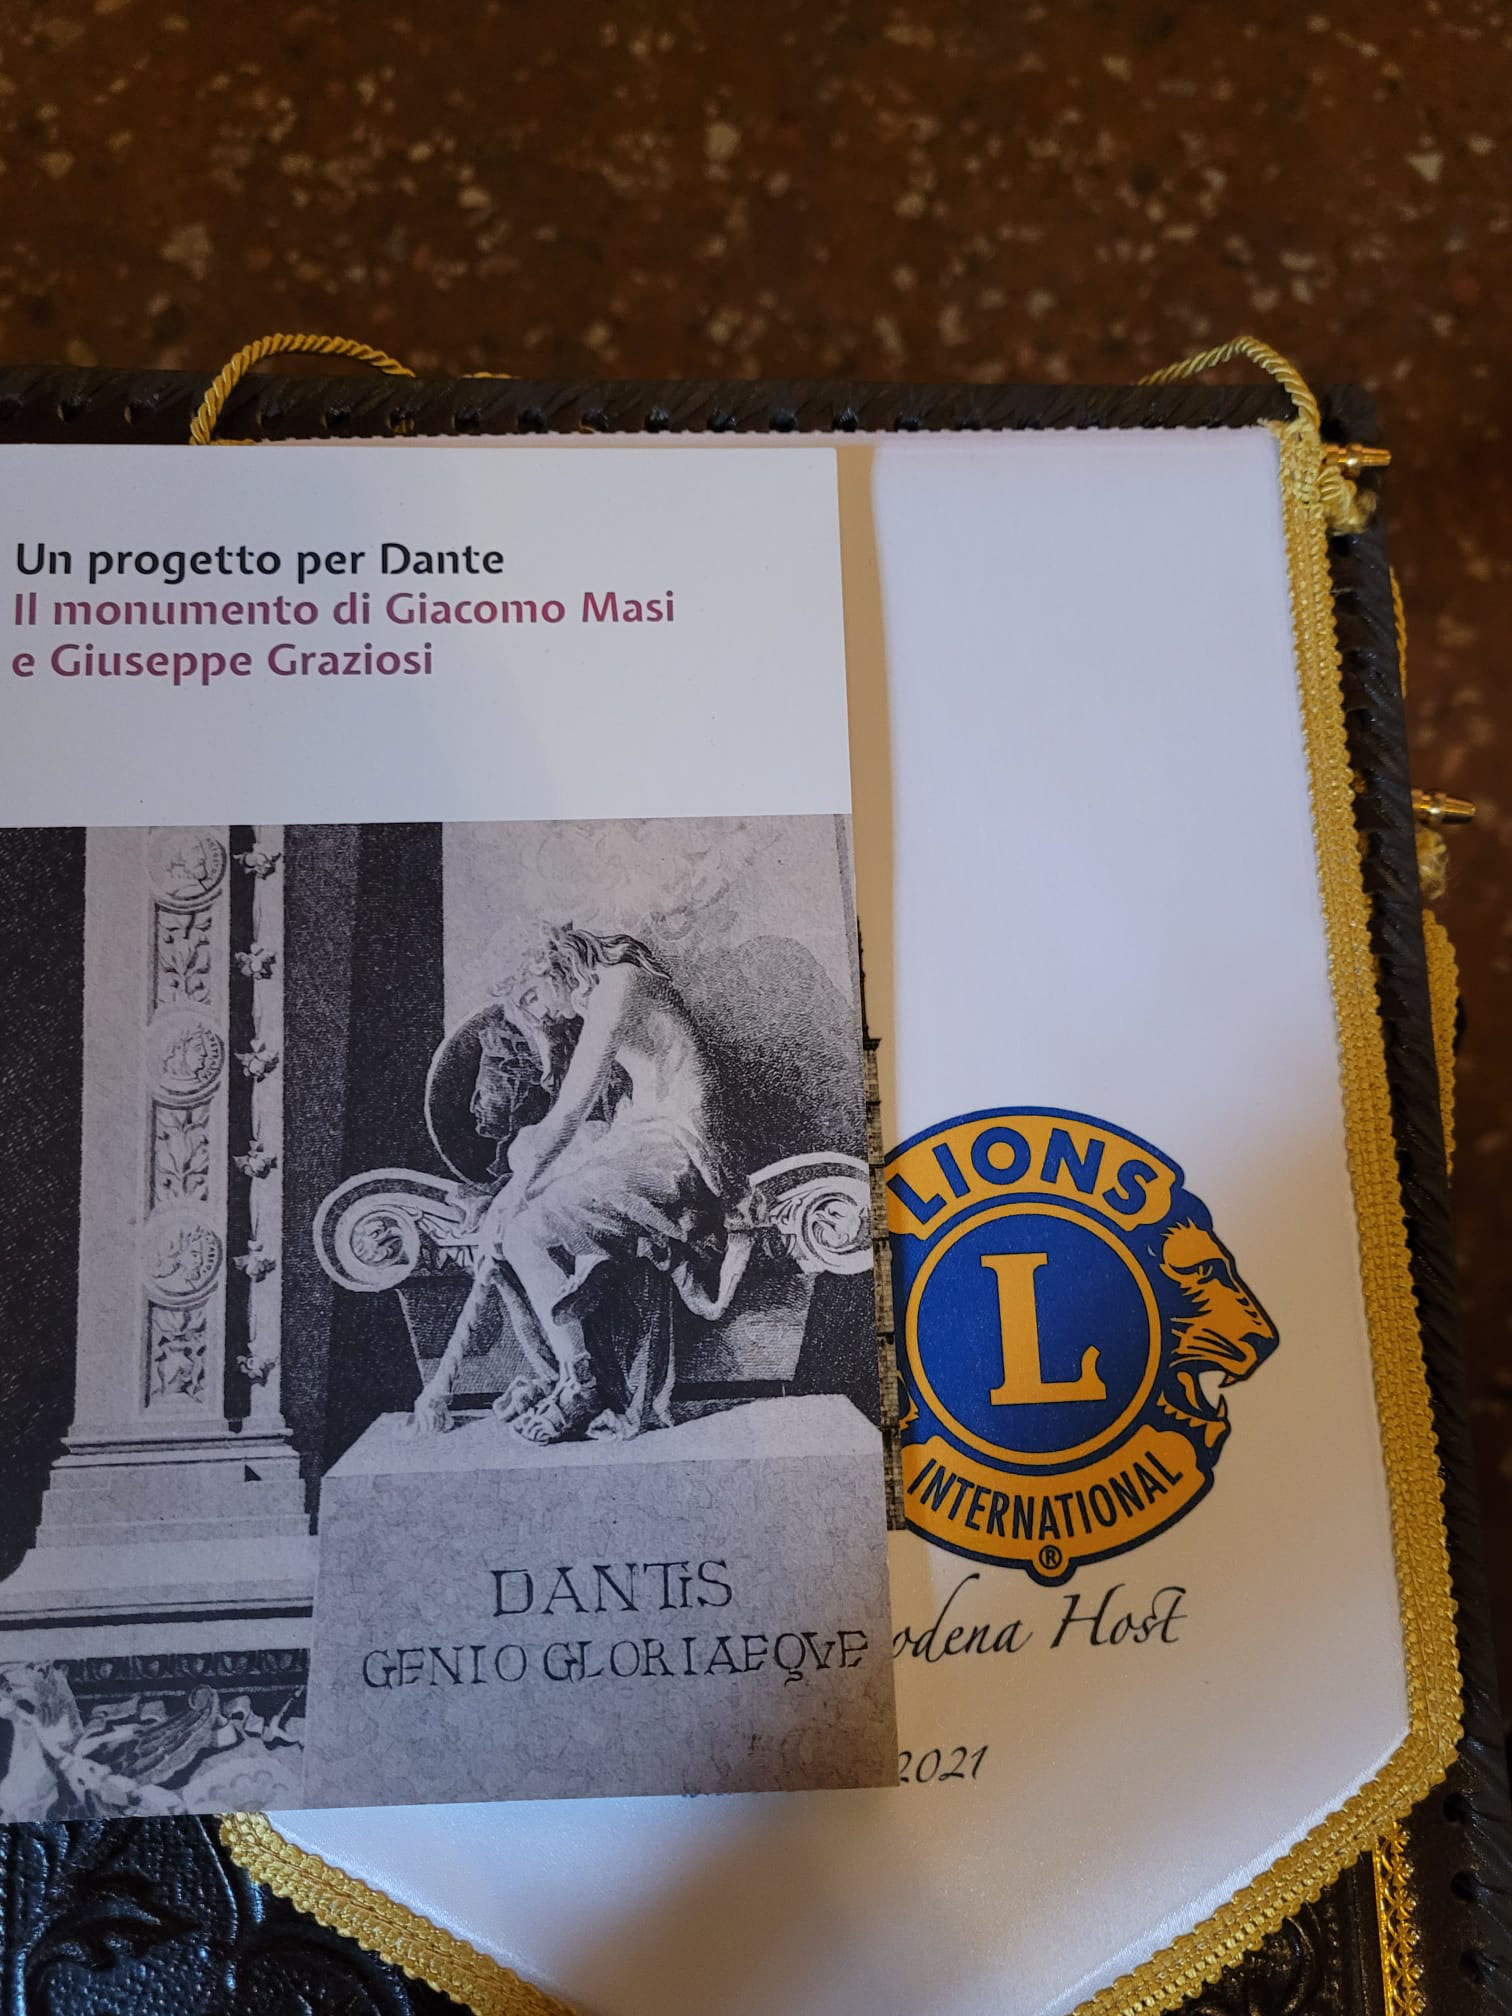 Un progetto per Dante
Il monumento di Giacomo Masi
e Giuseppe Graziosi
DANTIS
GENIO GLORIAEQVE
LIONS
L
INTERNATIONAL
®
odena Host
2021